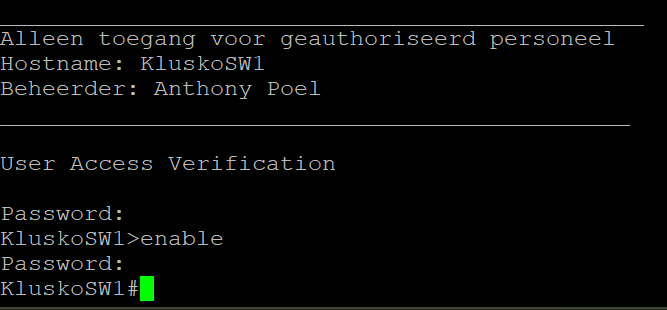 Alleen toegang voor geauthoriseerd personeel
Hostname: KluskoSW1
Beheerder: Anthony Poel
User Access Verification
Password:
KluskoSW1>enable
Password:
KluskoSW1#